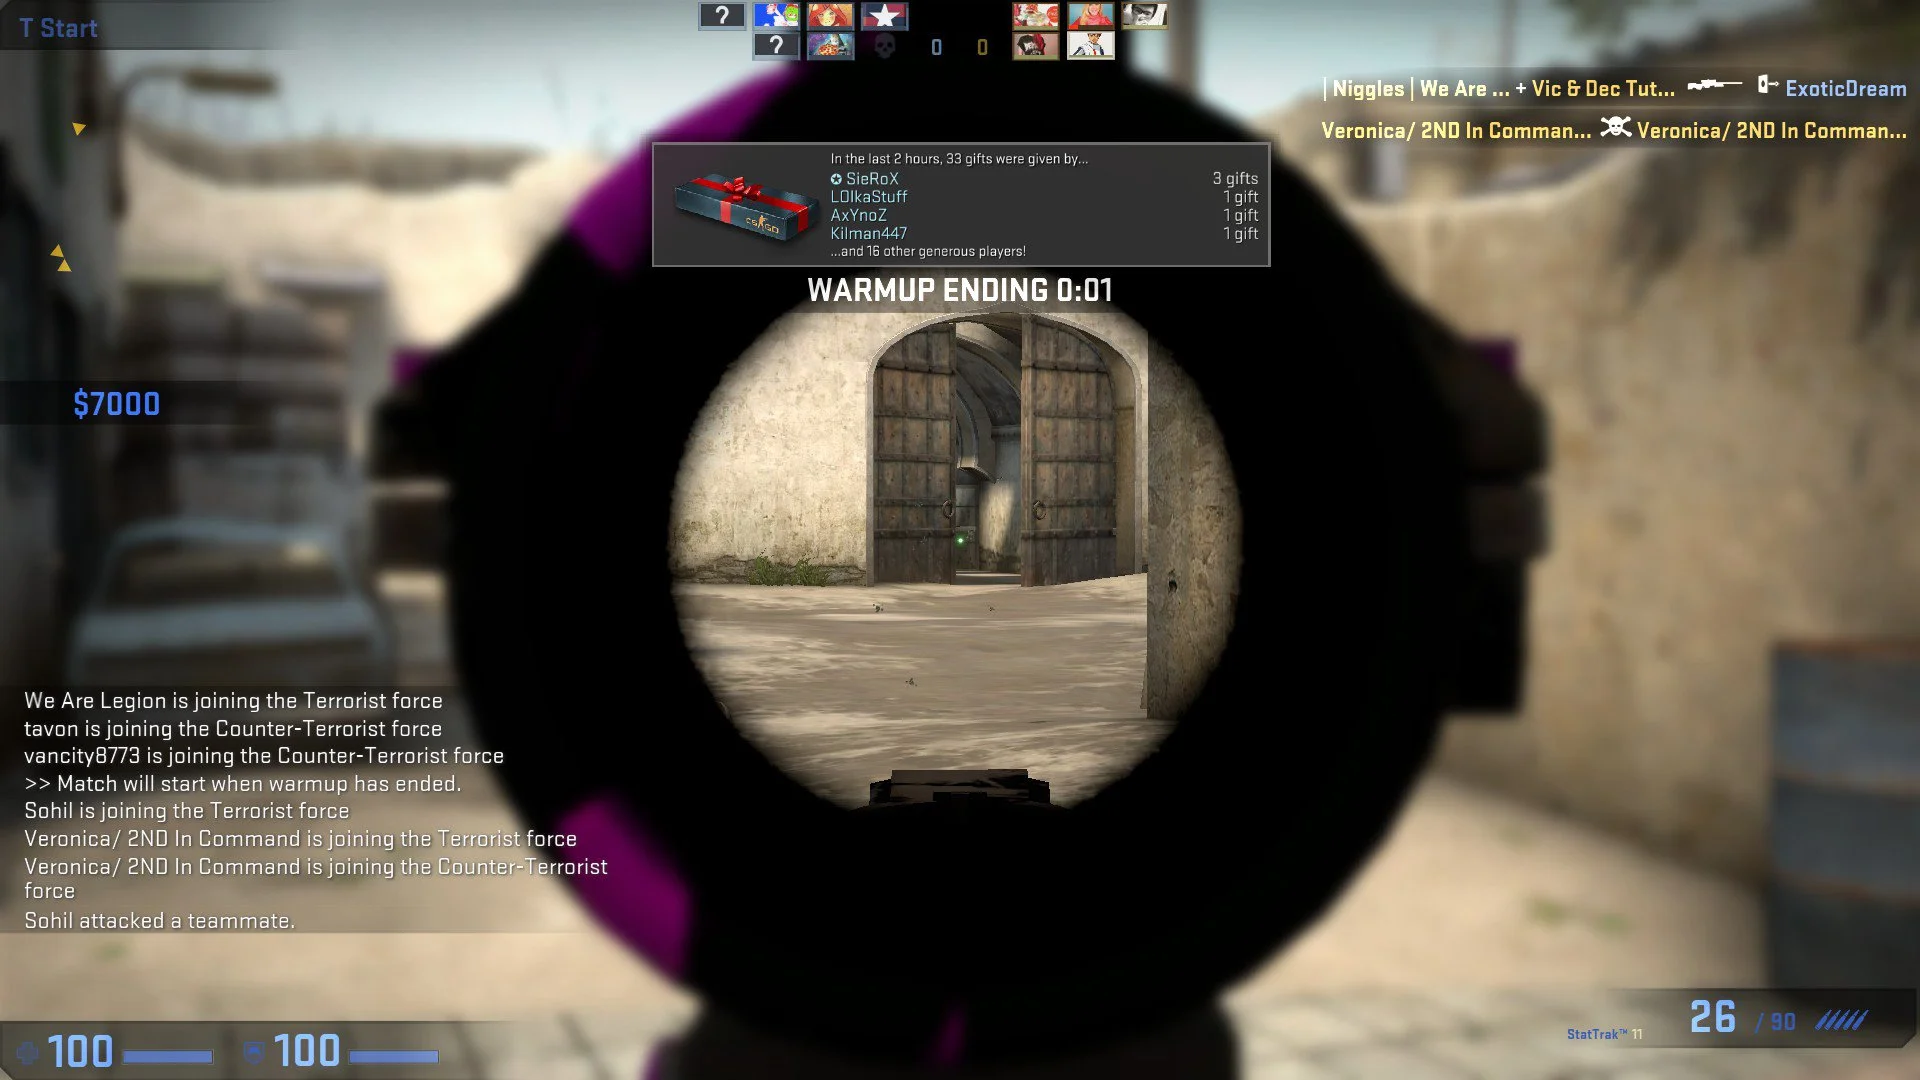 T Start
?
?
0
0
| Niggles | We Are ... + Vic & Dec Tut... ExoticDream
Veronica/ 2ND In Comman... Veronica/ 2ND In Comman...
In the last 2 hours, 33 gifts were given by...
SieRoX 3 gifts
LOlkaStuff 1 gift
AxYnoZ 1 gift
Kilman447 1 gift
...and 16 other generous players!
CS GO
WARMUP ENDING 0:01
$7000
We Are Legion is joining the Terrorist force
tavon is joining the Counter-Terrorist force
vancity8773 is joining the Counter-Terrorist force
>> Match will start when warmup has ended.
Sohil is joining the Terrorist force
Veronica/ 2ND In Command is joining the Terrorist force
Veronica/ 2ND In Command is joining the Counter-Terrorist
force
Sohil attacked a teammate.
100
100
StatTrak™ 11
26 / 90